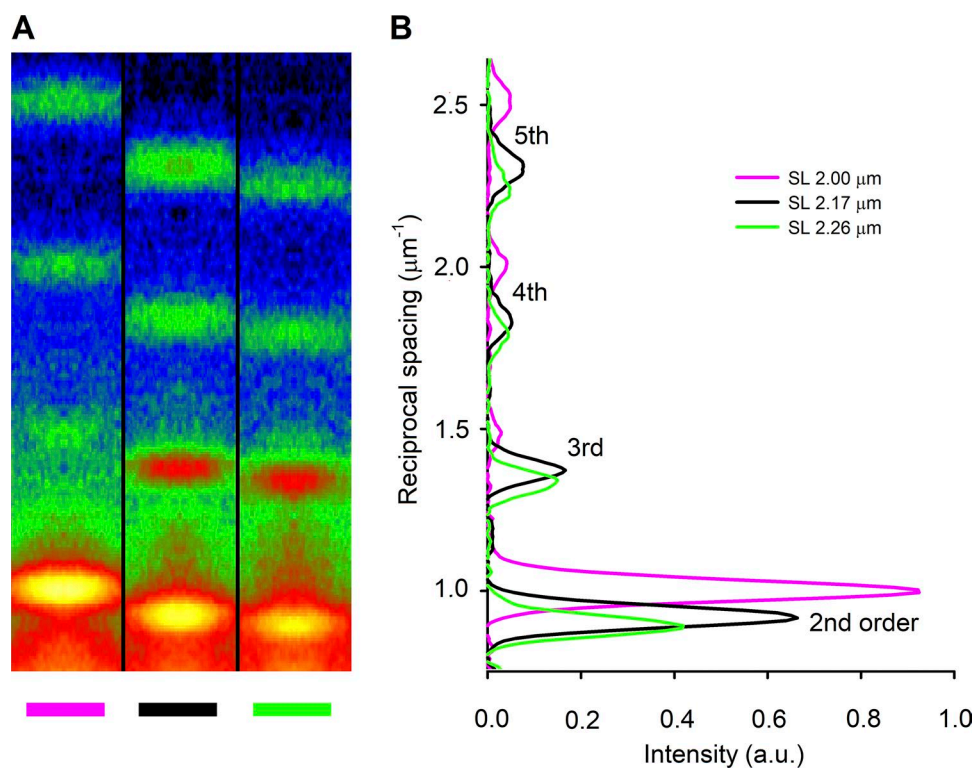 A
B
2.5
5th
SL 2.00 μm
SL 2.17 μm
SL 2.26 μm
2.0
4th
Reciprocal spacing (μm⁻¹)
1.5
3rd
1.0
2nd order
0.0 0.2 0.4 0.6 0.8 1.0
Intensity (a.u.)